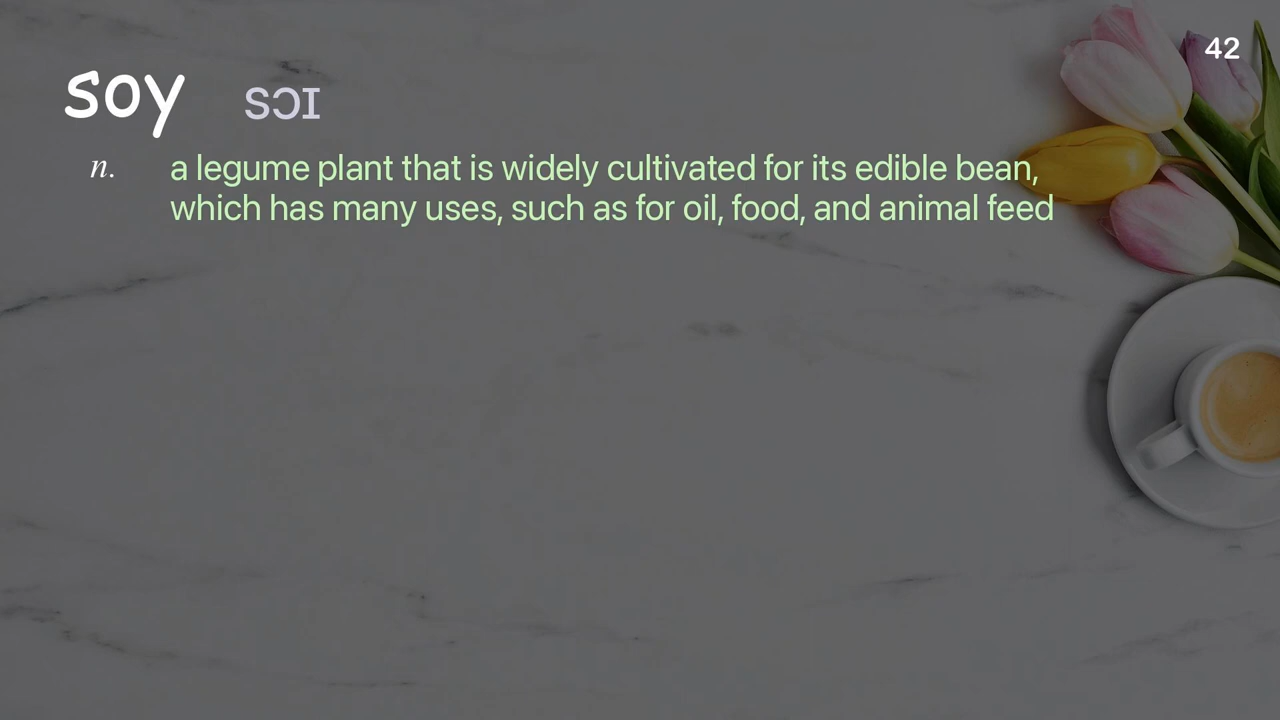 42
soy sɔɪ
n. a legume plant that is widely cultivated for its edible bean,
which has many uses, such as for oil, food, and animal feed